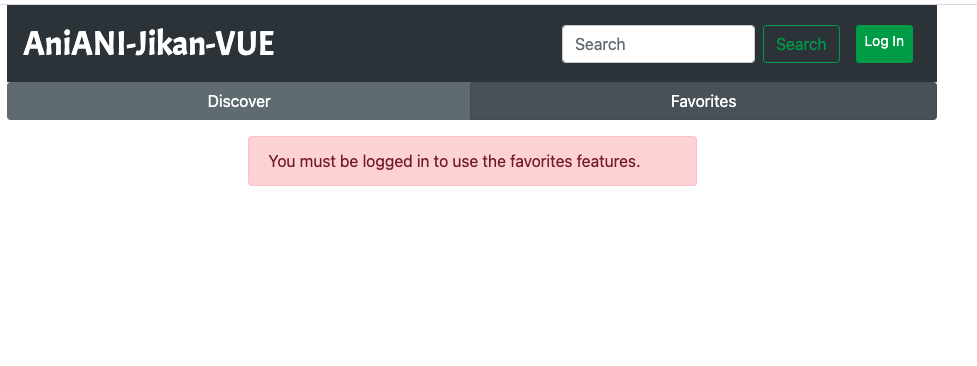 AniANI-Jikan-VUE
Search
Search
Log In
Discover
Favorites
You must be logged in to use the favorites features.